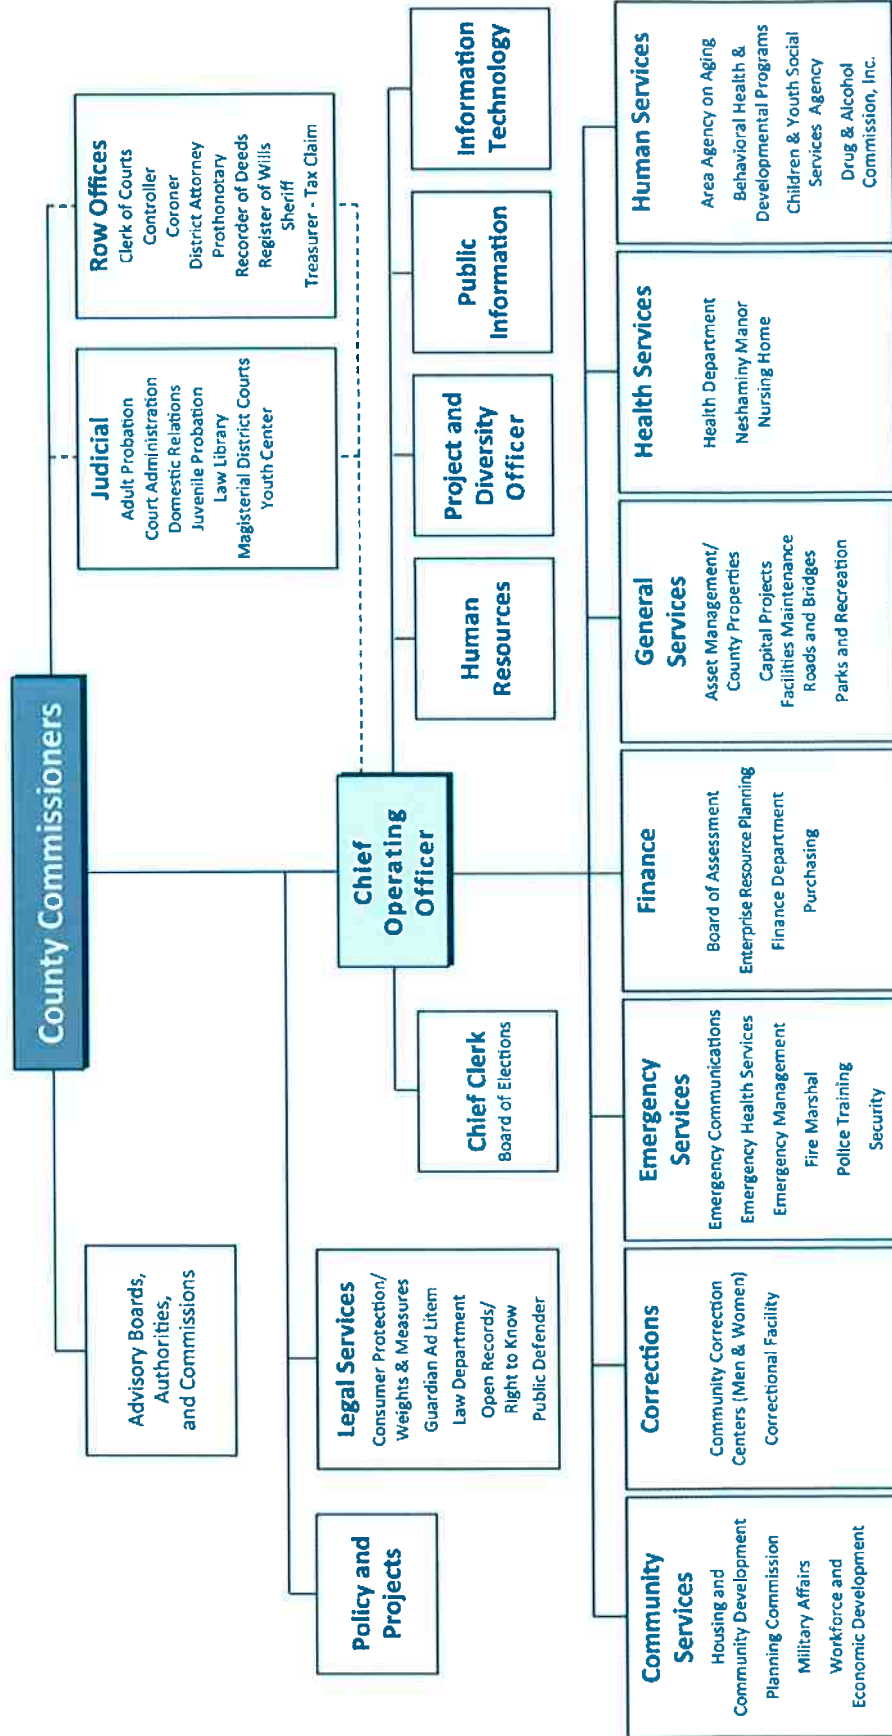 County Commissioners
Advisory Boards,
Authorities,
and Commissions
Judicial
Adult Probation
Court Administration
Domestic Relations
Juvenile Probation
Law Library
Magisterial District Courts
Youth Center
Row Offices
Clerk of Courts
Controller
Coroner
District Attorney
Prothonotary
Recorder of Deeds
Register of Wills
Sheriff
Treasurer - Tax Claim
Policy and
Projects
Legal Services
Consumer Protection/
Weights & Measures
Guardian Ad Litem
Law Department
Open Records/
Right to Know
Public Defender
Chief
Operating
Officer
Chief Clerk
Board of Elections
Human
Resources
Project and
Diversity
Officer
Public
Information
Information
Technology
Community
Services
Housing and
Community Development
Planning Commission
Military Affairs
Workforce and
Economic Development
Corrections
Community Correction
Centers (Men & Women)
Correctional Facility
Emergency
Services
Emergency Communications
Emergency Health Services
Emergency Management
Fire Marshal
Police Training
Security
Finance
Board of Assessment
Enterprise Resource Planning
Finance Department
Purchasing
General
Services
Asset Management/
County Properties
Capital Projects
Facilities Maintenance
Roads and Bridges
Parks and Recreation
Health Services
Health Department
Neshaminy Manor
Nursing Home
Human Services
Area Agency on Aging
Behavioral Health &
Developmental Programs
Children & Youth Social
Services Agency
Drug & Alcohol
Commission, Inc.